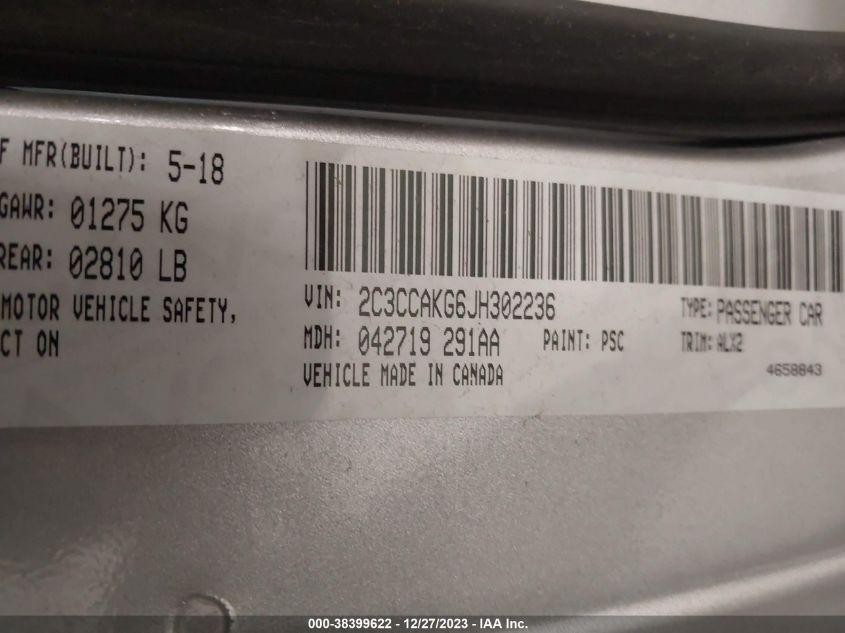 F MFR(BUILT): 5-18
GAWR: 01275 KG
REAR: 02810 LB
MOTOR VEHICLE SAFETY,
CT ON
VIN: 2C3CCAKG6JH302236
TYPE: PASSENGER CAR
MDH: 042719 291AA PAINT: PSC
TRIM: ALX2
VEHICLE MADE IN CANADA
4658843
000-38399622 - 12/27/2023 - IAA Inc.